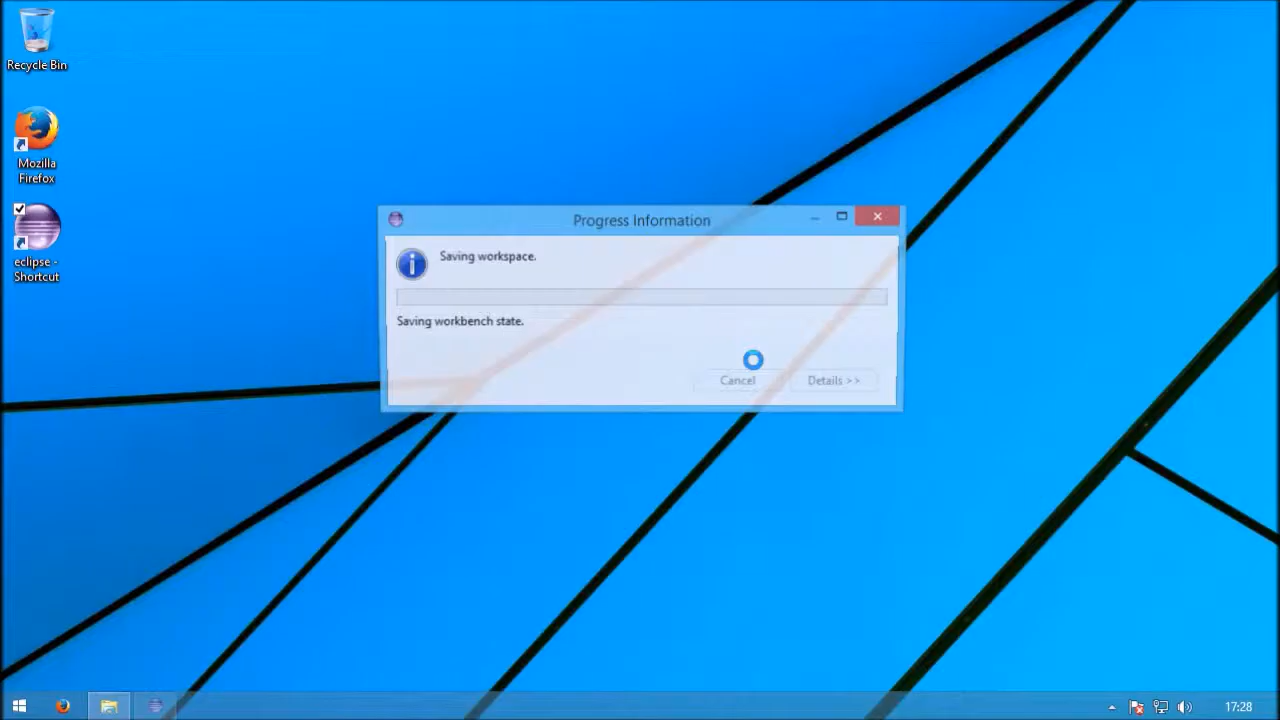 Recycle Bin
Mozilla
Firefox
eclipse -
Shortcut
Progress Information
Saving workspace.
Saving workbench state.
Cancel
Details >>
17:28